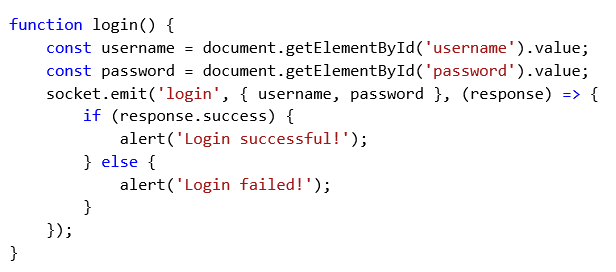 function login() {
    const username = document.getElementById('username').value;
    const password = document.getElementById('password').value;
    socket.emit('login', { username, password }, (response) => {
        if (response.success) {
            alert('Login successful!');
        } else {
            alert('Login failed!');
        }
    });
}